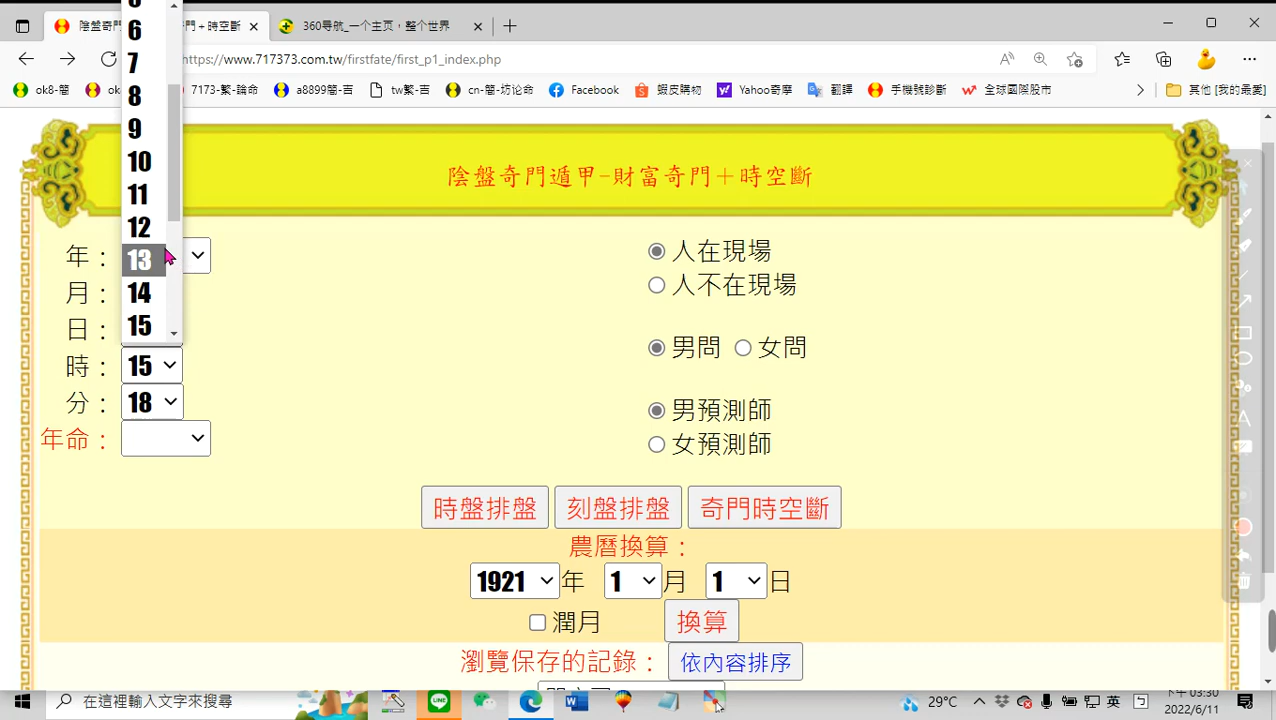 6
7
8
9
10
11
12
13
14
15
陰盤奇
門＋時空斷
360导航_一个主页，整个世界
https://www.717373.com.tw/firstfate/first_p1_index.php
ok8-簡
ok
7173-繁-論命
a8899簡-吉
tw繁-吉
cn-簡-坊论命
Facebook
蝦皮購物
Yahoo奇摩
翻譯
手機號診斷
全球國際股市
其他 [我的最愛]
陰盤奇門遁甲-財富奇門＋時空斷
年：
月：
日：
時： 15
分： 18
年命：
人在現場
人不在現場
男問 女問
男預測師
女預測師
時盤排盤 刻盤排盤 奇門時空斷
農曆換算：
1921 年 1 月 1 日
潤月 換算
瀏覽保存的記錄： 依內容排序
在這裡輸入文字來搜尋
29°C
英
下午 03:30
2022/6/11